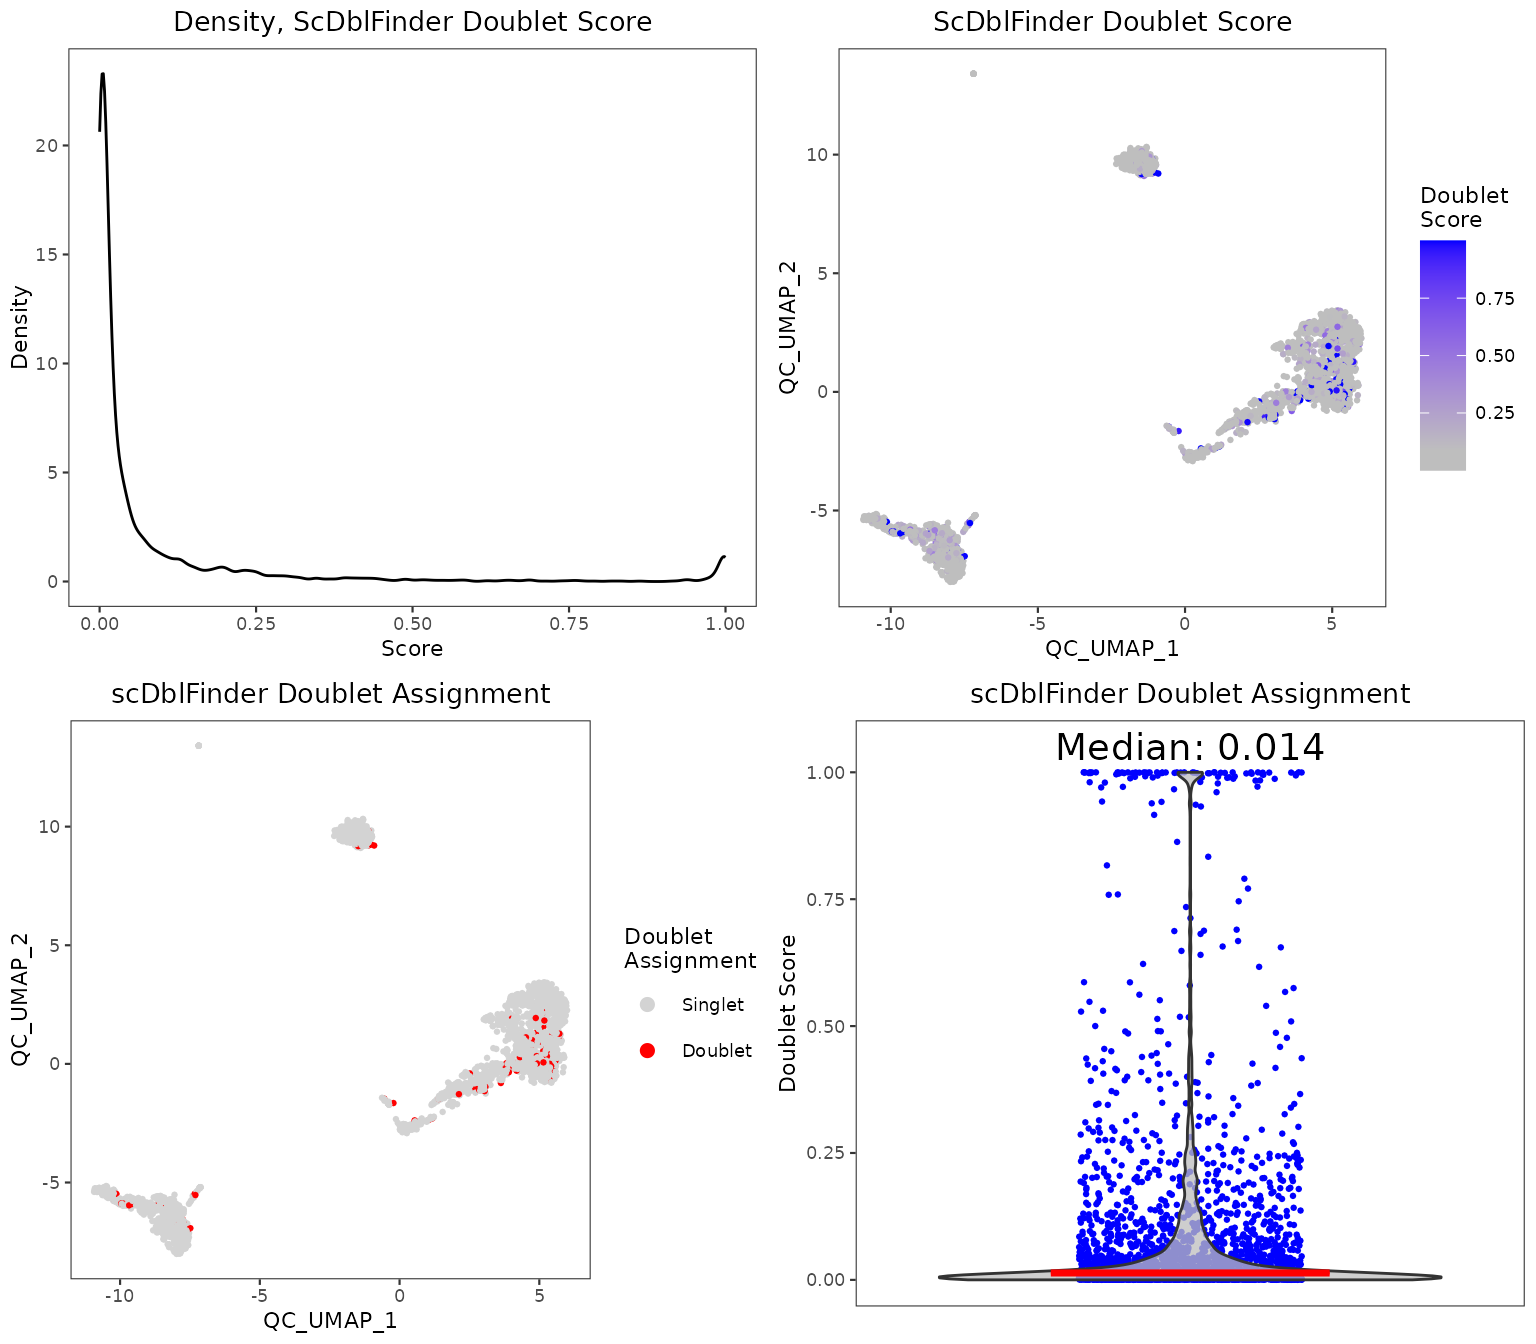 Density, ScDblFinder Doublet Score
Density
20
15
10
5
0
0.00
0.25
0.50
0.75
1.00
Score
ScDblFinder Doublet Score
QC_UMAP_2
10
5
0
-5
-10
-5
0
5
QC_UMAP_1
Doublet
Score
0.75
0.50
0.25
scDblFinder Doublet Assignment
QC_UMAP_2
10
5
0
-5
-10
-5
0
5
QC_UMAP_1
Doublet
Assignment
Singlet
Doublet
scDblFinder Doublet Assignment
Median: 0.014
Doublet Score
1.00
0.75
0.50
0.25
0.00